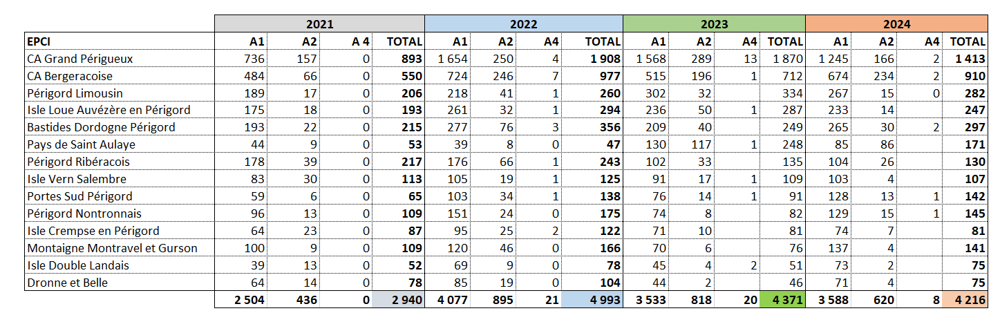 2021 2022 2023 2024
EPCI A1 A2 A 4 TOTAL A1 A2 A4 TOTAL A1 A2 A4 TOTAL A1 A2 A4 TOTAL
CA Grand Périgueux 736 157 0 893 1 654 250 4 1 908 1 568 289 13 1 870 1 245 166 2 1 413
CA Bergeracoise 484 66 0 550 724 246 7 977 515 196 1 712 674 234 2 910
Périgord Limousin 189 17 0 206 218 41 1 260 302 32 334 267 15 0 282
Isle Loue Auvézère en Périgord 175 18 0 193 261 32 1 294 236 50 1 287 233 14 247
Bastides Dordogne Périgord 193 22 0 215 277 76 3 356 209 40 249 265 30 2 297
Pays de Saint Aulaye 44 9 0 53 39 8 0 47 130 117 1 248 85 86 171
Périgord Ribéracois 178 39 0 217 176 66 1 243 102 33 135 104 26 130
Isle Vern Salembre 83 30 0 113 105 19 1 125 91 17 1 109 103 4 107
Portes Sud Périgord 59 6 0 65 103 34 1 138 76 14 1 91 128 13 1 142
Périgord Nontronnais 96 13 0 109 151 24 0 175 74 8 82 129 15 1 145
Isle Crempse en Périgord 64 23 0 87 95 25 2 122 71 10 81 74 7 81
Montaigne Montravel et Gurson 100 9 0 109 120 46 0 166 70 6 76 137 4 141
Isle Double Landais 39 13 0 52 69 9 0 78 45 4 2 51 73 2 75
Dronne et Belle 64 14 0 78 85 19 0 104 44 2 46 71 4 75
2 504 436 0 2 940 4 077 895 21 4 993 3 533 818 20 4 371 3 588 620 8 4 216